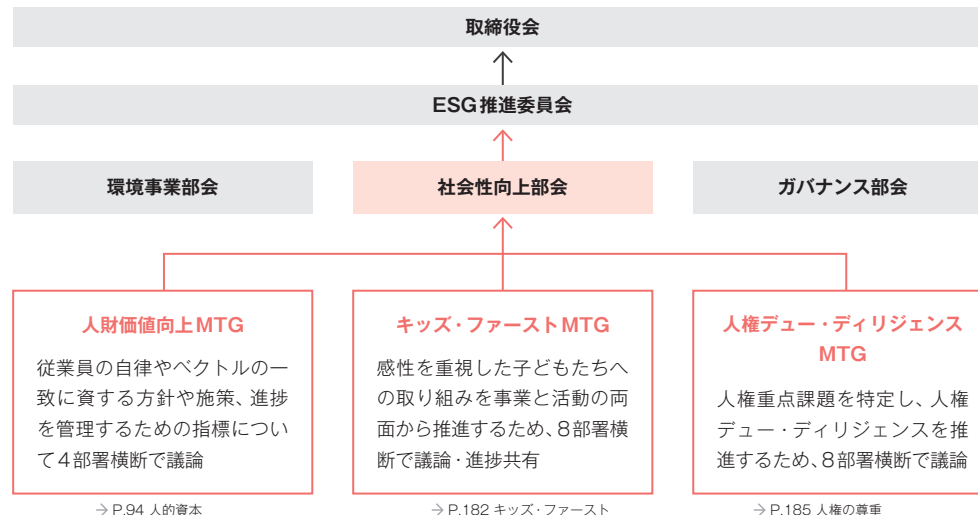 取締役会
ESG推進委員会
環境事業部会
社会性向上部会
ガバナンス部会
人財価値向上MTG
従業員の自律やベクトルの一
致に資する方針や施策、進捗
を管理するための指標につい
て4部署横断で議論
→ P.94 人的資本
キッズ・ファーストMTG
感性を重視した子どもたちへ
の取り組みを事業と活動の両
面から推進するため、8部署横
断で議論・進捗共有
→ P.182 キッズ・ファースト
人権デュー・ディリジェンス
MTG
人権重点課題を特定し、人権
デュー・ディリジェンスを推
進するため、8部署横断で議論
→ P.185 人権の尊重